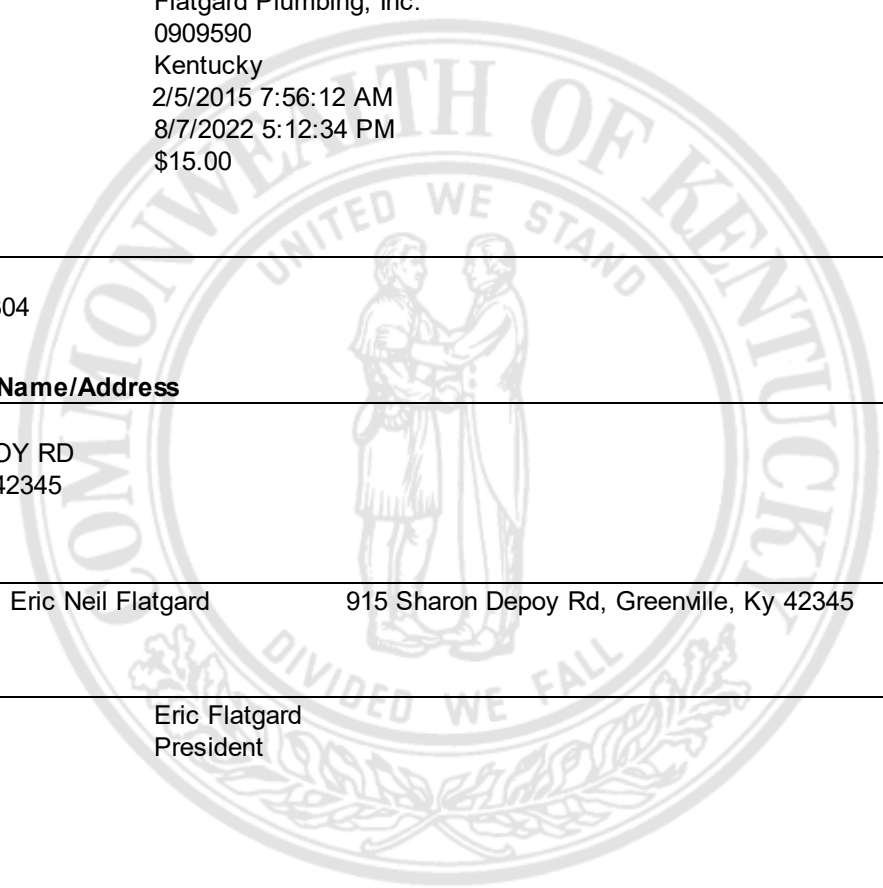 Flatgard Plumbing, Inc.
0909590
Kentucky
2/5/2015 7:56:12 AM
8/7/2022 5:12:34 PM
$15.00
COMMONWEALTH OF KENTUCKY
UNITED WE STAND
Name/Address
OY RD
42345
Eric Neil Flatgard 915 Sharon Depoy Rd, Greenville, Ky 42345
DIVIDED WE FALL
Eric Flatgard
President